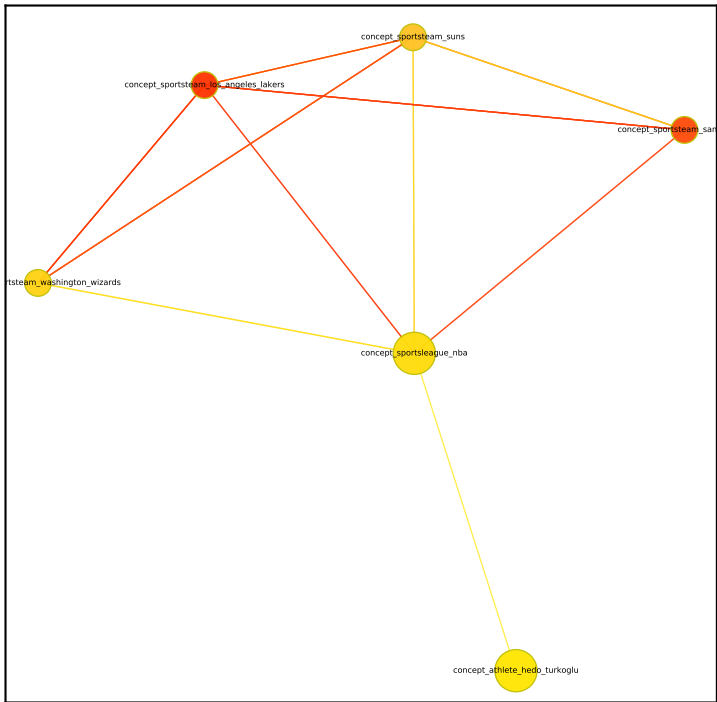 concept_sportsteam_suns
concept_sportsteam_los_angeles_lakers
concept_sportsteam_san
rtsteam_washington_wizards
concept_sportsleague_nba
concept_athlete_hedo_turkoglu